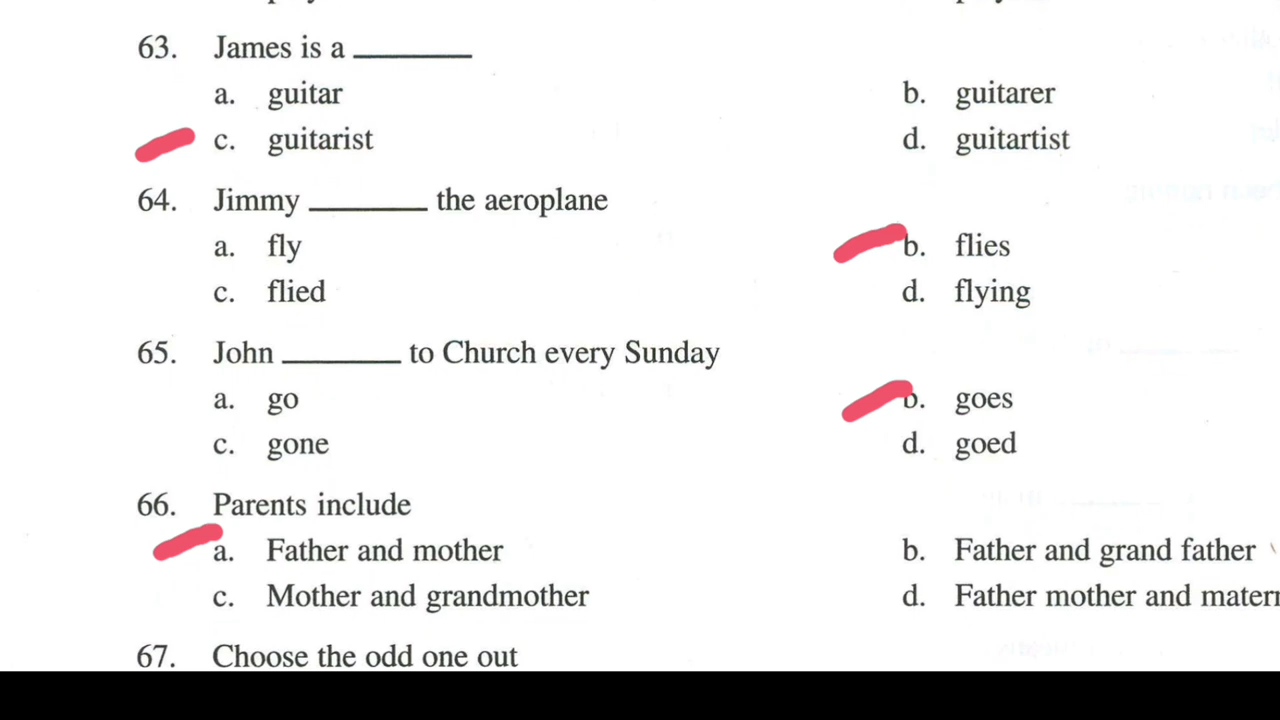 63. James is a ________
a. guitar b. guitarer
c. guitarist d. guitartist
64. Jimmy ________ the aeroplane
a. fly b. flies
c. flied d. flying
65. John ________ to Church every Sunday
a. go b. goes
c. gone d. goed
66. Parents include
a. Father and mother b. Father and grand father
c. Mother and grandmother d. Father mother and
67. Choose the odd one out